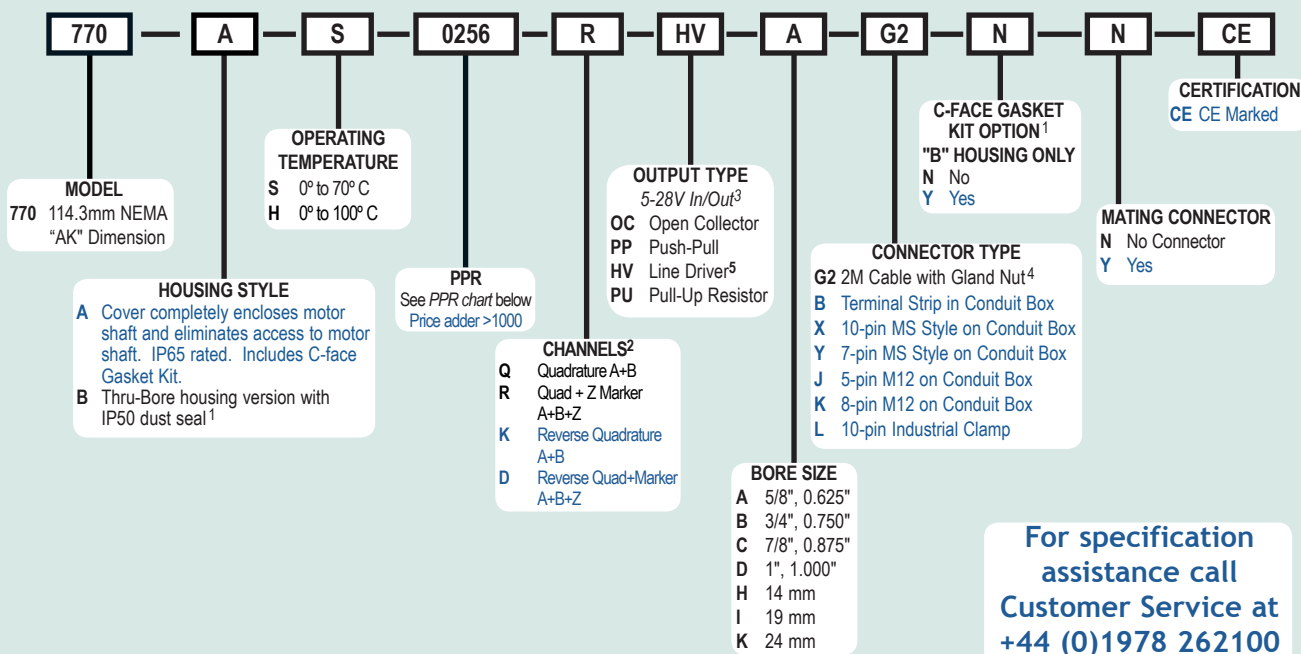 770 A S 0256 R HV A G2 N N CE
MODEL
770 114.3mm NEMA
“AK" Dimension
HOUSING STYLE
A Cover completely encloses motor
shaft and eliminates access to motor
shaft. IP65 rated. Includes C-face
Gasket Kit.
B Thru-Bore housing version with
IP50 dust seal1
OPERATING
TEMPERATURE
S 0º to 70º C
H 0º to 100º C
PPR
See PPR chart below
Price adder >1000
CHANNELS2
Q Quadrature A+B
R Quad + Z Marker
A+B+Z
K Reverse Quadrature
A+B
D Reverse Quad+Marker
A+B+Z
OUTPUT TYPE
5-28V In/Out3
OC Open Collector
PP Push-Pull
HV Line Driver5
PU Pull-Up Resistor
BORE SIZE
A 5/8", 0.625"
B 3/4", 0.750"
C 7/8", 0.875"
D 1", 1.000"
H 14 mm
I 19 mm
K 24 mm
CONNECTOR TYPE
G2 2M Cable with Gland Nut4
B Terminal Strip in Conduit Box
X 10-pin MS Style on Conduit Box
Y 7-pin MS Style on Conduit Box
J 5-pin M12 on Conduit Box
K 8-pin M12 on Conduit Box
L 10-pin Industrial Clamp
C-FACE GASKET
KIT OPTION1
"B" HOUSING ONLY
N No
Y Yes
MATING CONNECTOR
N No Connector
Y Yes
CERTIFICATION
CE CE Marked
For specification
assistance call
Customer Service at
+44 (0)1978 262100